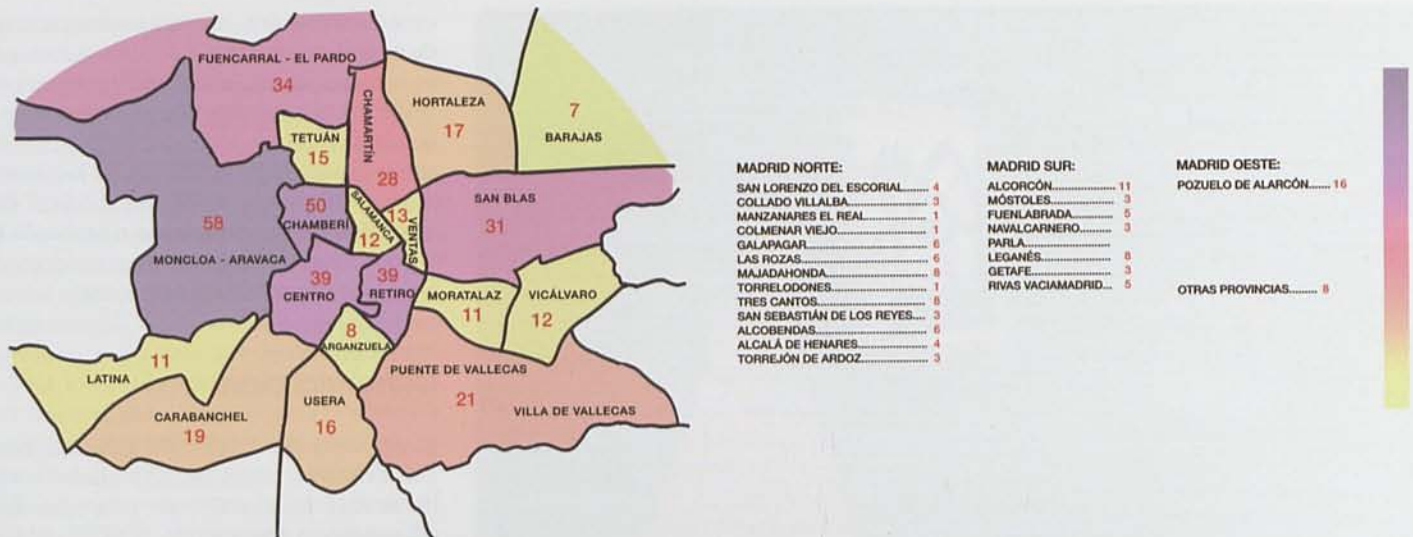 FUENCARRAL - EL PARDO
34
CHAMARTÍN
28
HORTALEZA
17
7
BARAJAS
TETUÁN
15
58
MONCLOA - ARAVACA
50
CHAMBERÍ
SALAMANCA
12
13
VENTAS
SAN BLAS
31
39
CENTRO
39
RETIRO
MORATALAZ
11
VICÁLVARO
12
8
ARGANZUELA
11
LATINA
CARABANCHEL
19
USERA
16
PUENTE DE VALLECAS
21
VILLA DE VALLECAS
MADRID NORTE:
SAN LORENZO DEL ESCORIAL....... 4
COLLADO VILLALBA..................... 3
MANZANARES EL REAL................. 1
COLMENAR VIEJO........................ 1
GALAPAGAR................................ 6
LAS ROZAS................................. 6
MAJADAHONDA........................... 8
TORRELODONES.......................... 1
TRES CANTOS............................. 8
SAN SEBASTIÁN DE LOS REYES.... 3
ALCOBENDAS.............................. 6
ALCALÁ DE HENARES.................. 4
TORREJÓN DE ARDOZ.................. 3
MADRID SUR:
ALCORCÓN...................... 11
MÓSTOLES...................... 3
FUENLABRADA................. 5
NAVALCARNERO............... 3
PARLA............................
LEGANÉS........................ 8
GETAFE.......................... 3
RIVAS VACIAMADRID... 5
MADRID OESTE:
POZUELO DE ALARCÓN...... 16
OTRAS PROVINCIAS......... 8